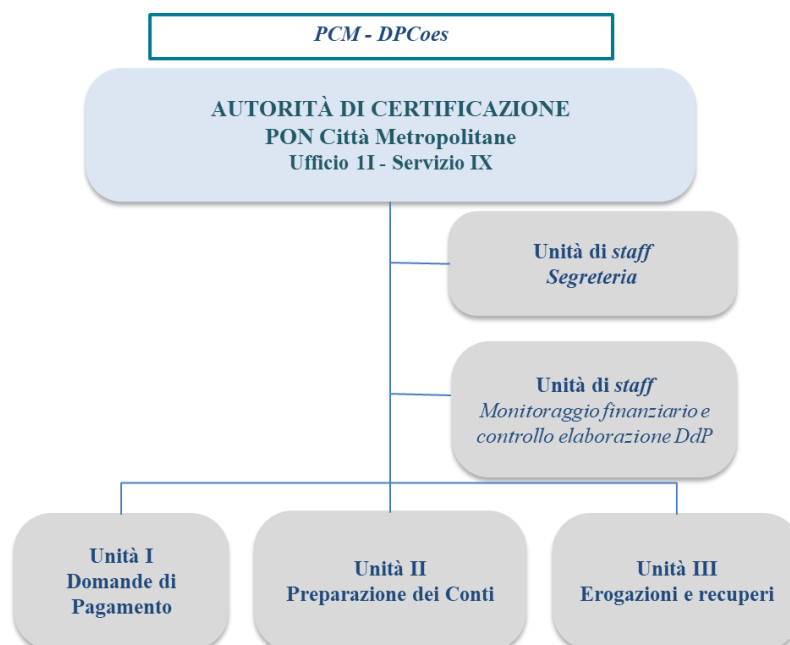 PCM - DPCoes
AUTORITÀ DI CERTIFICAZIONE
PON Città Metropolitane
Ufficio 1I - Servizio IX
Unità di staff
Segreteria
Unità di staff
Monitoraggio finanziario e
controllo elaborazione DdP
Unità I
Domande di
Pagamento
Unità II
Preparazione dei Conti
Unità III
Erogazioni e recuperi